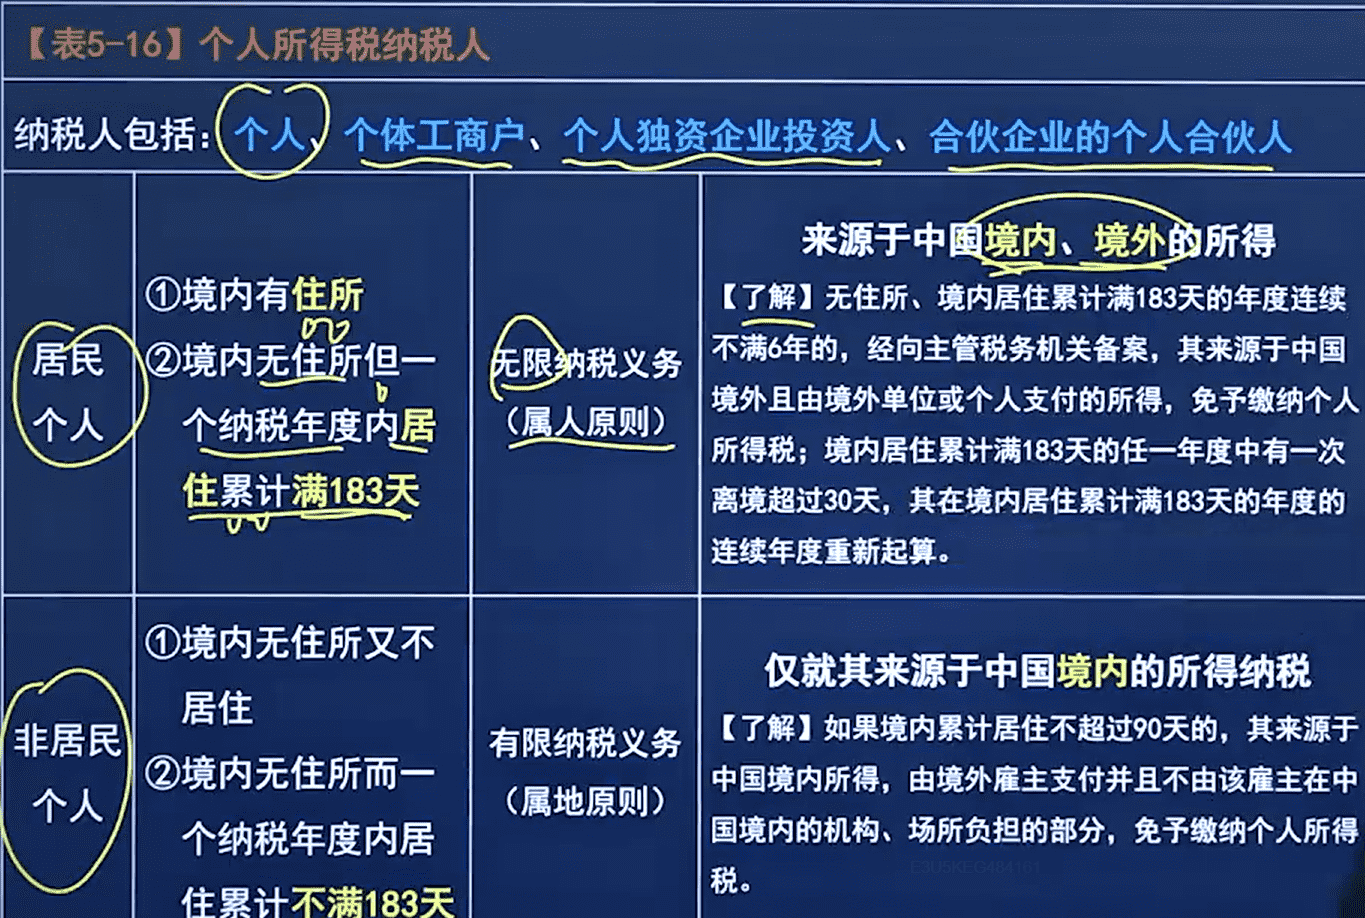 【表5-16】个人所得税纳税人
纳税人包括：个人、个体工商户、个人独资企业投资人、合伙企业的个人合伙人
居民
个人
①境内有住所
②境内无住所但一
个纳税年度内居
住累计满183天
无限纳税义务
（属人原则）
来源于中国境内、境外的所得
【了解】无住所、境内居住累计满183天的年度连续
不满6年的，经向主管税务机关备案，其来源于中国
境外且由境外单位或个人支付的所得，免予缴纳个人
所得税；境内居住累计满183天的任一年度中有一次
离境超过30天，其在境内居住累计满183天的年度的
连续年度重新起算。
非居民
个人
①境内无住所又不
居住
②境内无住所而一
个纳税年度内居
住累计不满183天
有限纳税义务
（属地原则）
仅就其来源于中国境内的所得纳税
【了解】如果境内累计居住不超过90天的，其来源于
中国境内所得，由境外雇主支付并且不由该雇主在中
国境内的机构、场所负担的部分，免予缴纳个人所得
税。
E3U5KEG484161